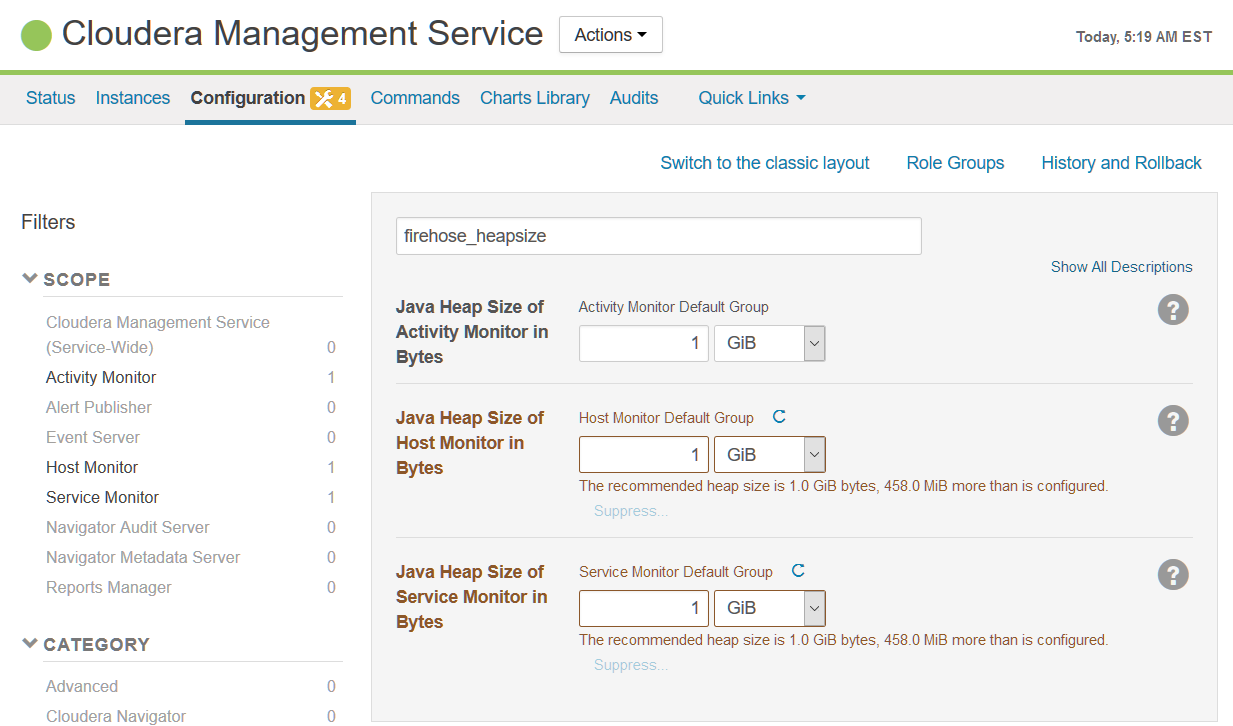 Cloudera Management Service Actions Today, 5:19 AM EST
Status Instances Configuration 4 Commands Charts Library Audits Quick Links
Switch to the classic layout Role Groups History and Rollback
Filters
SCOPE
Cloudera Management Service
(Service-Wide) 0
Activity Monitor 1
Alert Publisher 0
Event Server 0
Host Monitor 1
Service Monitor 1
Navigator Audit Server 0
Navigator Metadata Server 0
Reports Manager 0
CATEGORY
Advanced 0
Cloudera Navigator 0
firehose_heapsize
Show All Descriptions
Java Heap Size of
Activity Monitor in
Bytes
Activity Monitor Default Group
1 GiB
?
Java Heap Size of
Host Monitor in
Bytes
Host Monitor Default Group
1 GiB
The recommended heap size is 1.0 GiB bytes, 458.0 MiB more than is configured.
Suppress...
?
Java Heap Size of
Service Monitor in
Bytes
Service Monitor Default Group
1 GiB
The recommended heap size is 1.0 GiB bytes, 458.0 MiB more than is configured.
Suppress...
?